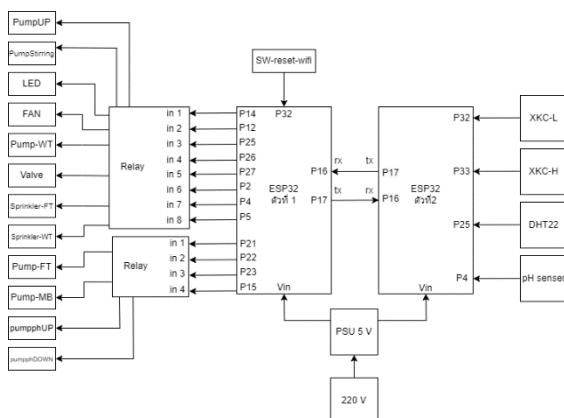 PumpUP
PumpStirring
LED
FAN
Pump-WT
Valve
Sprinkler-FT
Sprinkler-WT
Pump-FT
Pump-MB
pumpphUP
pumpphDOWN
Relay
in 1
in 2
in 3
in 4
in 5
in 6
in 7
in 8
Relay
in 1
in 2
in 3
in 4
SW-reset-wifi
P32
P14
P12
P25
P26
P27
P2
P4
P5
P21
P22
P23
P15
ESP32
ตัวที่ 1
P16
P17
Vin
rx
tx
tx
rx
P17
P16
ESP32
ตัวที่2
P32
P33
P25
P4
Vin
XKC-L
XKC-H
DHT22
pH senser
PSU 5 V
220 V